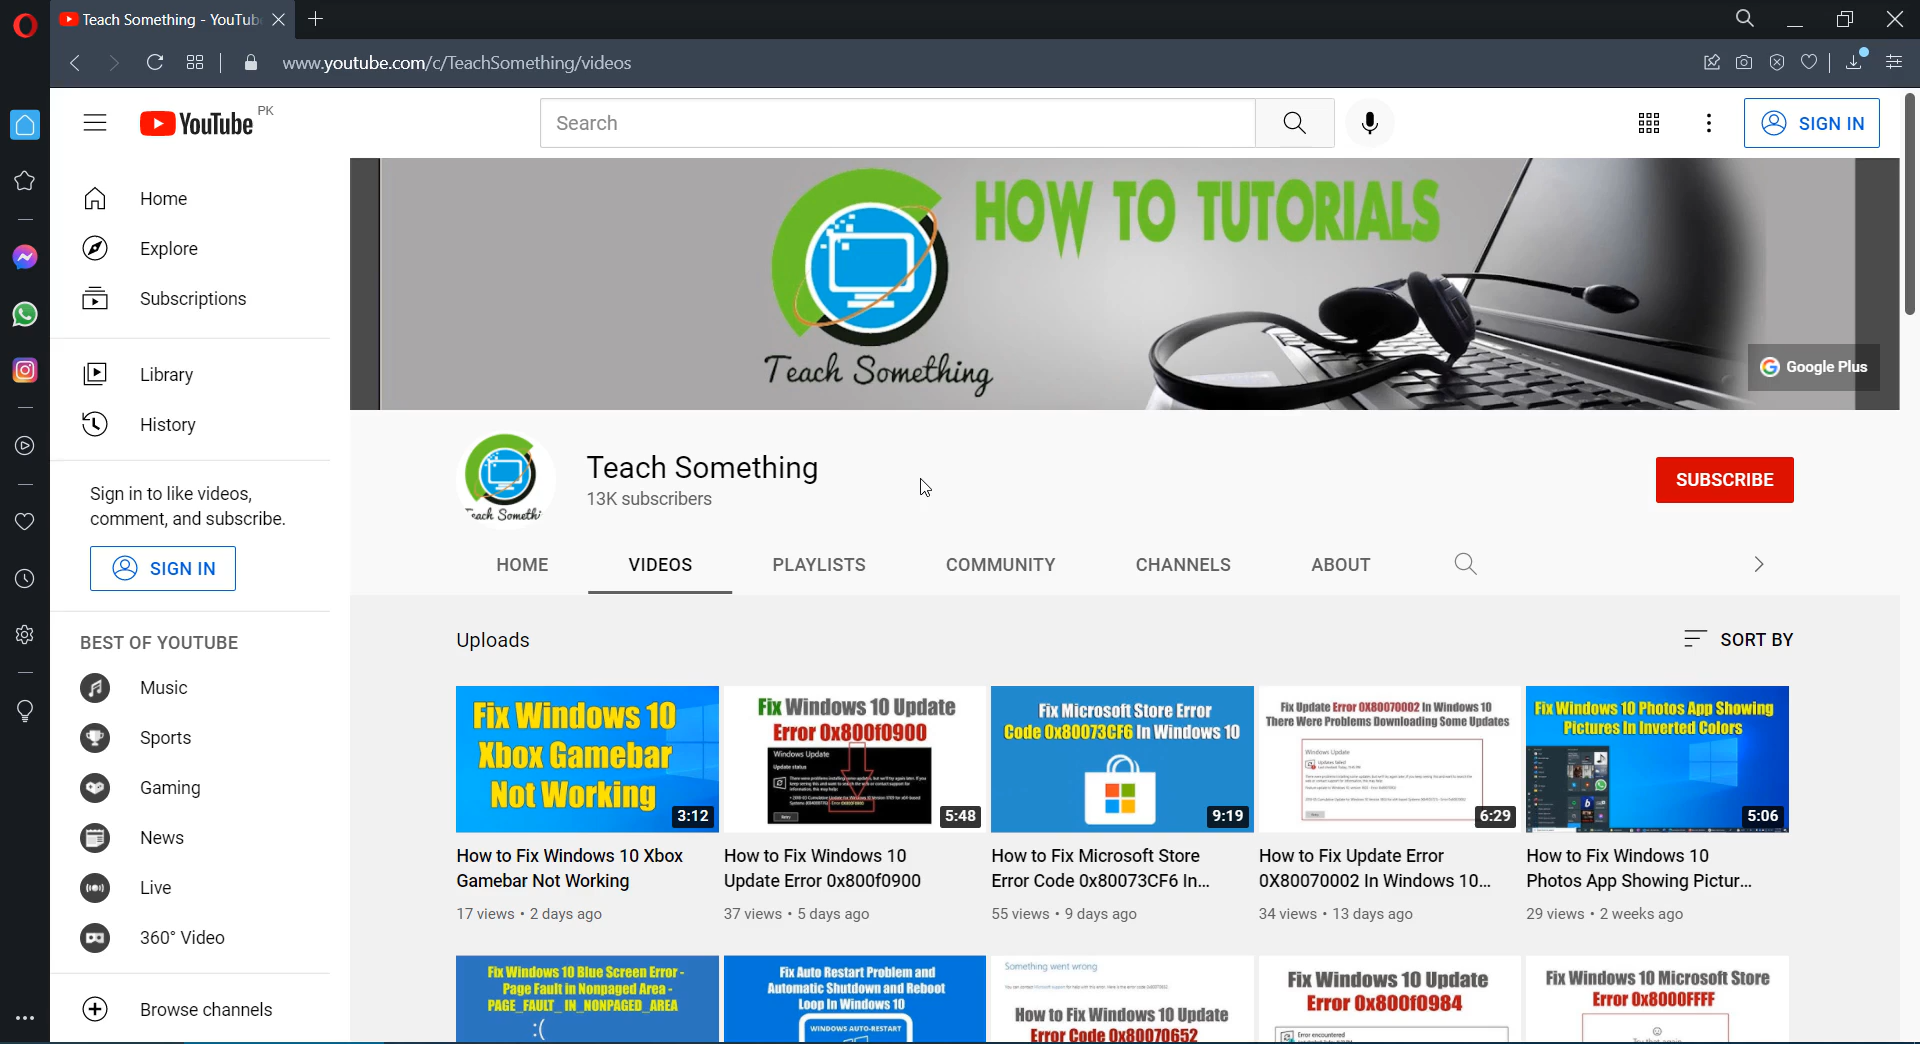 Teach Something - YouTub
www.youtube.com/c/TeachSomething/videos
YouTube PK
Search
SIGN IN
Home
Explore
Subscriptions
Library
History
Sign in to like videos,
comment, and subscribe.
SIGN IN
BEST OF YOUTUBE
Music
Sports
Gaming
News
Live
360° Video
Browse channels
HOW TO TUTORIALS
Teach Something
Google Plus
Teach Something
13K subscribers
SUBSCRIBE
HOME VIDEOS PLAYLISTS COMMUNITY CHANNELS ABOUT
Uploads
SORT BY
Fix Windows 10
Xbox Gamebar
Not Working
3:12
How to Fix Windows 10 Xbox
Gamebar Not Working
17 views • 2 days ago
Fix Windows 10 Update
Error 0x800f0900
Windows Update
Update status
5:48
How to Fix Windows 10
Update Error 0x800f0900
37 views • 5 days ago
Fix Microsoft Store Error
Code 0x80073CF6 In Windows 10
9:19
How to Fix Microsoft Store
Error Code 0x80073CF6 In...
55 views • 9 days ago
Fix Update Error 0X80070002 In Windows 10
There Were Problems Downloading Some Updates
Windows Update
6:29
How to Fix Update Error
0X80070002 In Windows 10...
34 views • 13 days ago
Fix Windows 10 Photos App Showing
Pictures In Inverted Colors
5:06
How to Fix Windows 10
Photos App Showing Pictur...
29 views • 2 weeks ago
Fix Windows 10 Blue Screen Error -
Page Fault in Nonpaged Area -
PAGE_FAULT_IN_NONPAGED_AREA
:(
Fix Auto Restart Problem and
Automatic Shutdown and Reboot
Loop In Windows 10
WINDOWS AUTO-RESTART
Something went wrong
How to Fix Windows 10 Update
Error Code 0x80070652
Fix Windows 10 Update
Error 0x800f0984
Error encountered
Fix Windows 10 Microsoft Store
Error 0x8000FFFF